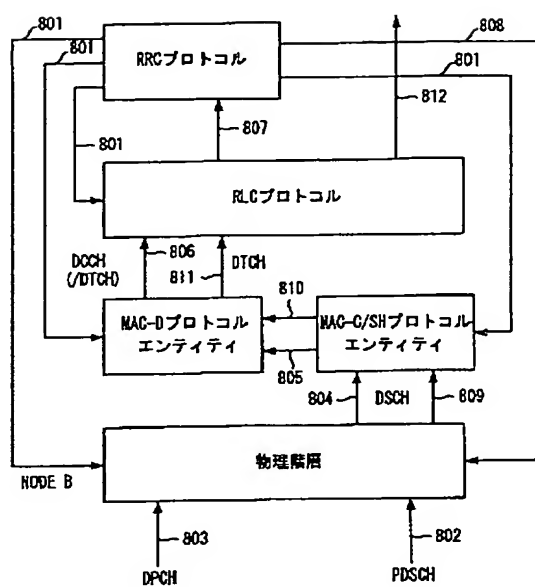 801
801
RRCプロトコル
808
801
812
801
807
RLCプロトコル
DCCH
(/DTCH)
806
811
DTCH
810
MAC-Dプロトコル
エンティティ
MAC-C/SHプロトコル
エンティティ
805
804
DSCH
809
物理階層
NODE B
803
802
DPCH
PDSCH